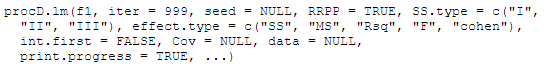 procD.lm(f1, iter = 999, seed = NULL, RRPP = TRUE, SS.type = c("I",
"II", "III"), effect.type = c("SS", "MS", "Rsq", "F", "cohen"),
int.first = FALSE, Cov = NULL, data = NULL,
print.progress = TRUE, ...)